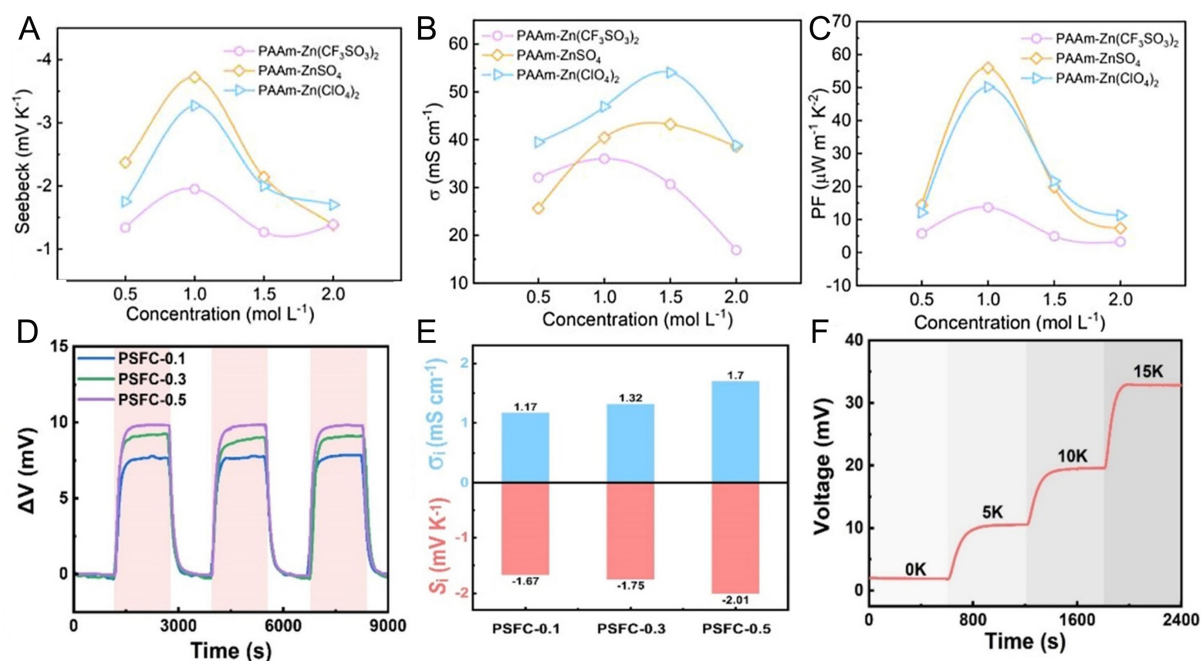 A
PAAm-Zn(CF₃SO₃)₂
PAAm-ZnSO₄
PAAm-Zn(ClO₄)₂
Seebeck (mV K⁻¹)
-4
-3
-2
-1
0.5 1.0 1.5 2.0
Concentration (mol L⁻¹)
B
PAAm-Zn(CF₃SO₃)₂
PAAm-ZnSO₄
PAAm-Zn(ClO₄)₂
σ (mS cm⁻¹)
60
50
40
30
20
10
0.5 1.0 1.5 2.0
Concentration (mol L⁻¹)
C
PAAm-Zn(CF₃SO₃)₂
PAAm-ZnSO₄
PAAm-Zn(ClO₄)₂
PF (μW m⁻¹ K⁻²)
70
60
50
40
30
20
10
0
-10
0.5 1.0 1.5 2.0
Concentration (mol L⁻¹)
D
PSFC-0.1
PSFC-0.3
PSFC-0.5
ΔV (mV)
15
10
5
0
0 3000 6000 9000
Time (s)
E
σᵢ (mS cm⁻¹)
Sᵢ (mV K⁻¹)
2
1
0
-1
-2
1.17
1.32
1.7
-1.67
-1.75
-2.01
PSFC-0.1 PSFC-0.3 PSFC-0.5
F
Voltage (mV)
40
30
20
10
0
0K
5K
10K
15K
0 800 1600 2400
Time (s)